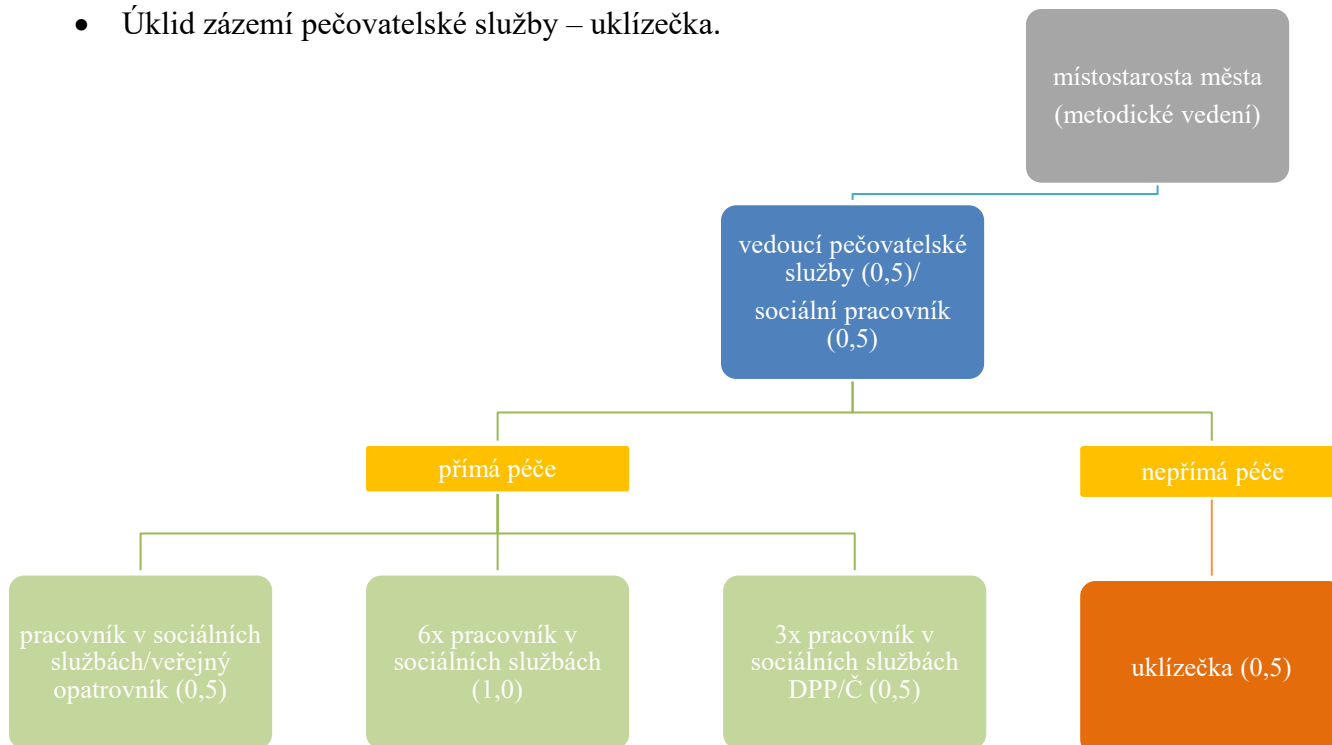 • Úklid zázemí pečovatelské služby – uklízečka.
místostarosta města
(metodické vedení)
vedoucí pečovatelské
služby (0,5)/
sociální pracovník
(0,5)
přímá péče
nepřímá péče
pracovník v sociálních
službách/veřejný
opatrovník (0,5)
6x pracovník v
sociálních službách
(1,0)
3x pracovník v
sociálních službách
DPP/Č (0,5)
uklízečka (0,5)